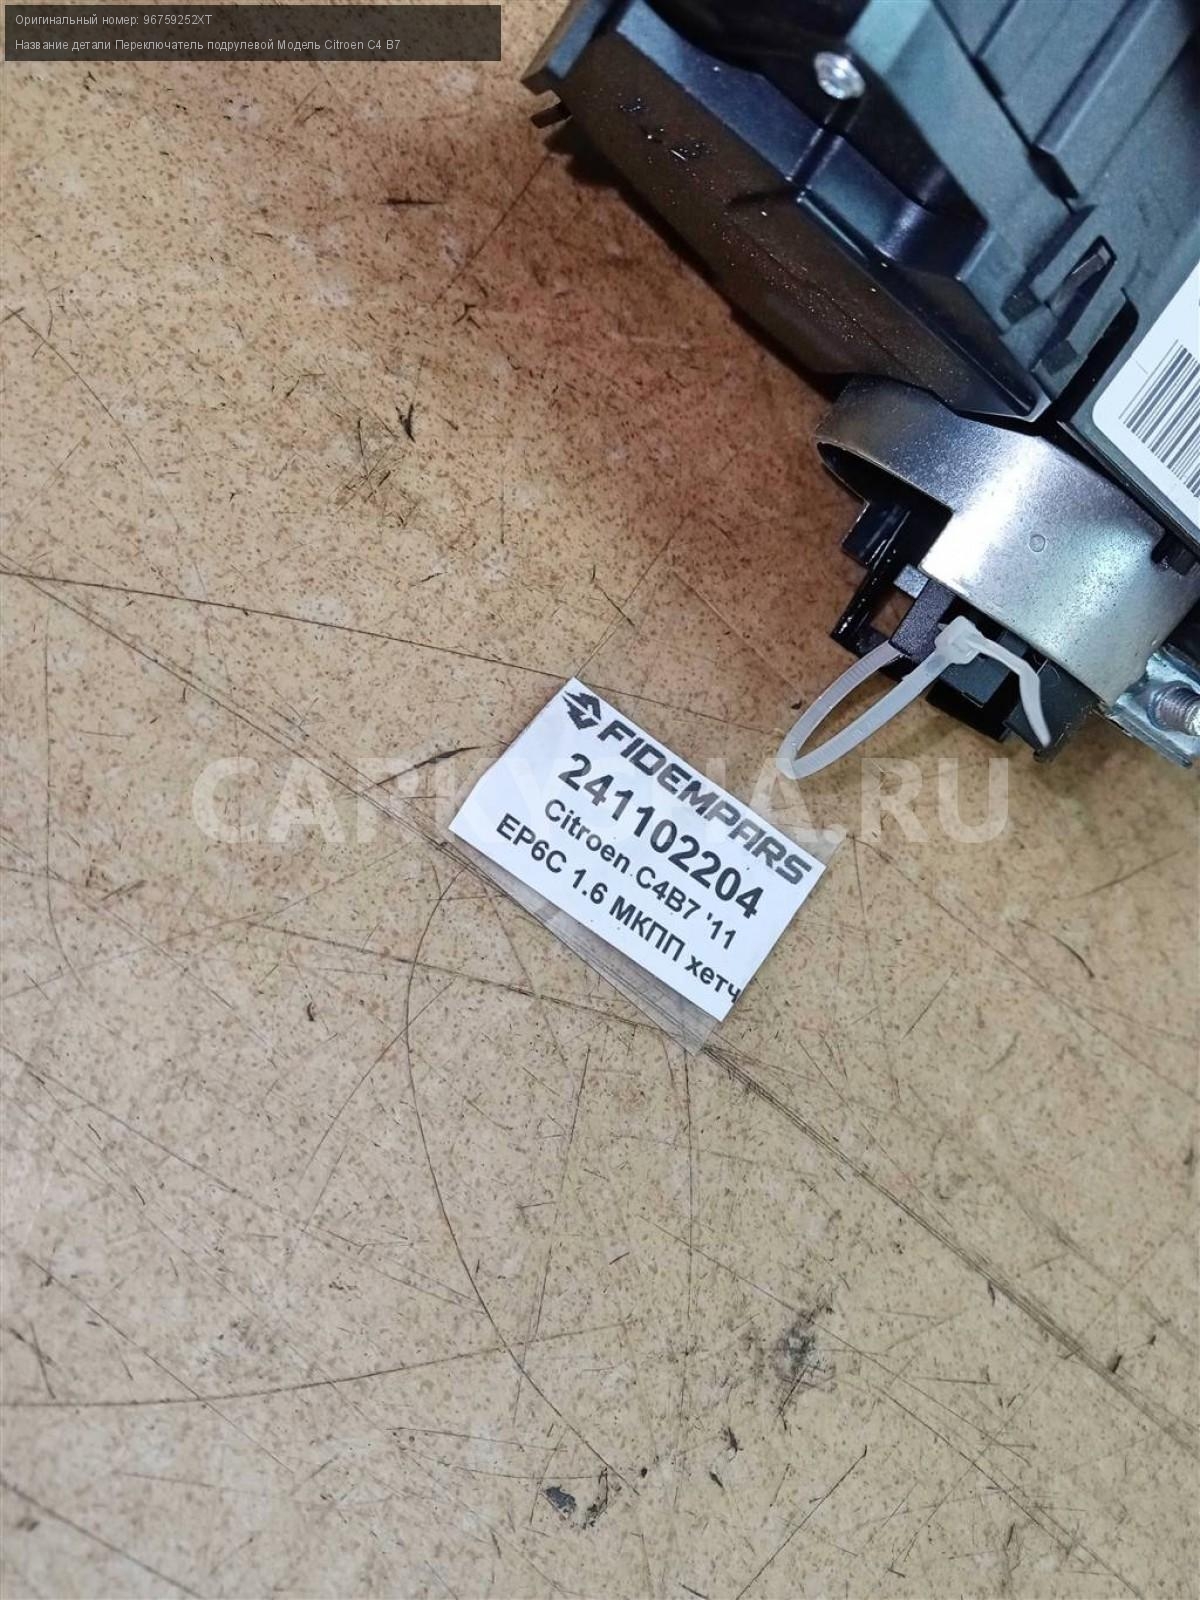 Оригинальный номер: 96759252XT
Название детали Переключатель подрулевой Модель Citroen C4 B7
FIDEMPARS
241102204
Citroen C4B7 '11
EP6C 1.6 МКПП хетч
CARKYCHA.RU